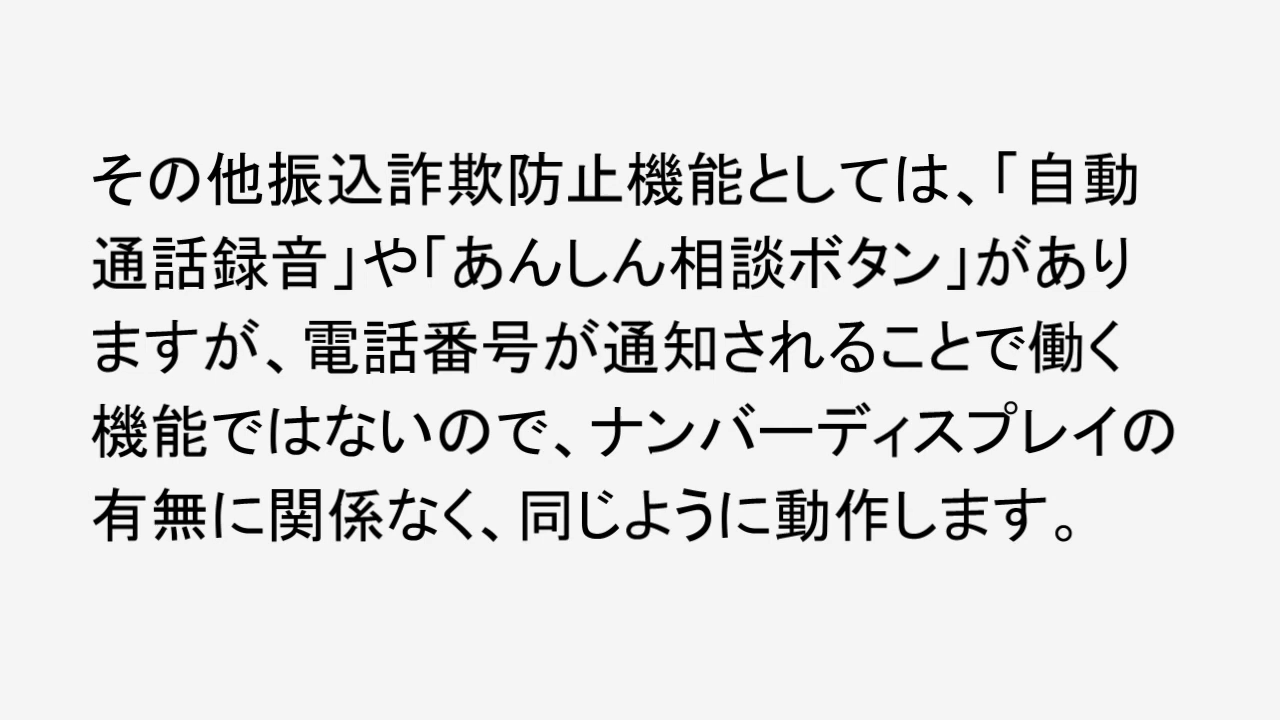 その他振込詐欺防止機能としては、「自動
通話録音」や「あんしん相談ボタン」があり
ますが、電話番号が通知されることで働く
機能ではないので、ナンバーディスプレイの
有無に関係なく、同じように動作します。